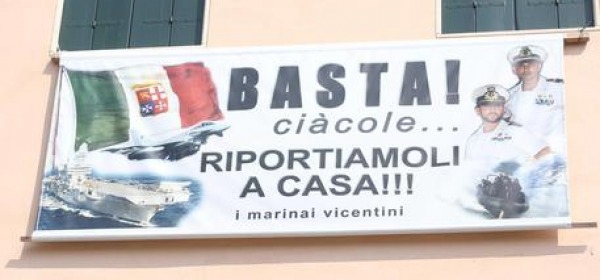 BASTA!
ciàcole...
RIPORTIAMOLI
A CASA!!!
i marinai vicentini